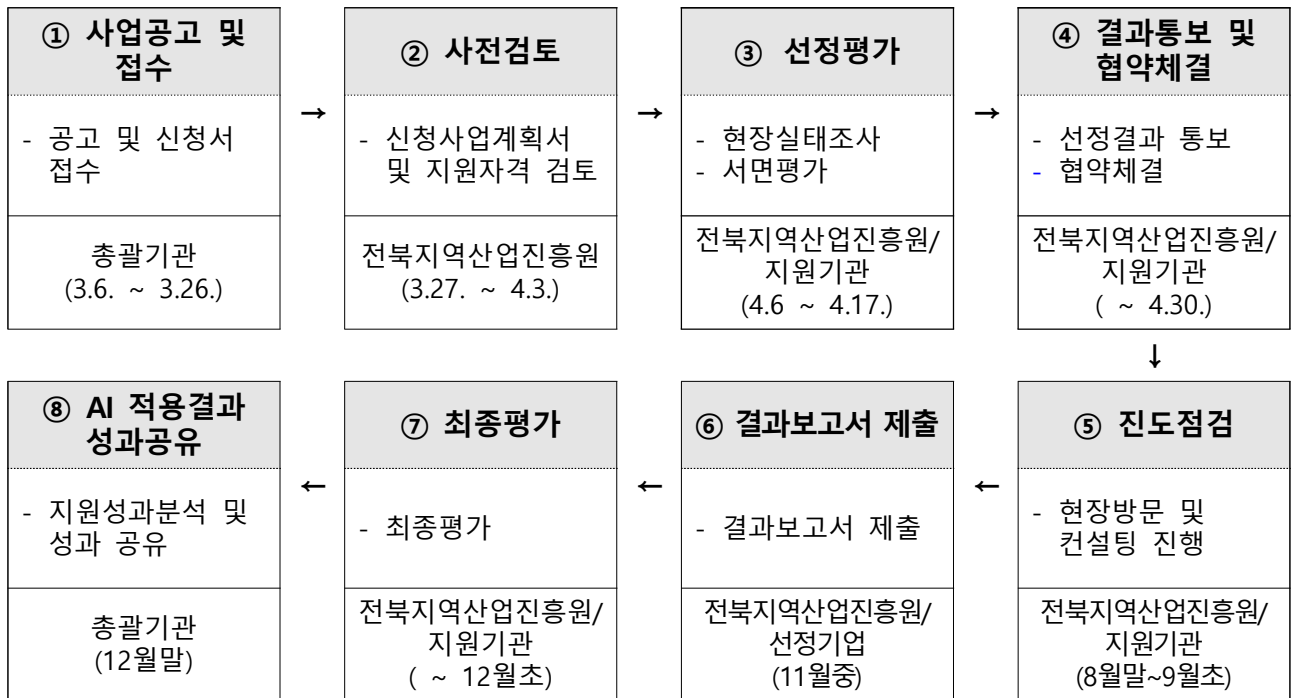 ① 사업공고 및
접수
- 공고 및 신청서
접수
총괄기관
(3.6. ~ 3.26.)
→
② 사전검토
- 신청사업계획서
및 지원자격 검토
전북지역산업진흥원
(3.27. ~ 4.3.)
→
③ 선정평가
- 현장실태조사
- 서면평가
전북지역산업진흥원/
지원기관
(4.6 ~ 4.17.)
→
④ 결과통보 및
협약체결
- 선정결과 통보
- 협약체결
전북지역산업진흥원/
지원기관
( ~ 4.30.)
↓
⑤ 진도점검
- 현장방문 및
컨설팅 진행
전북지역산업진흥원/
지원기관
(8월말~9월초)
←
⑥ 결과보고서 제출
- 결과보고서 제출
전북지역산업진흥원/
선정기업
(11월중)
←
⑦ 최종평가
- 최종평가
전북지역산업진흥원/
지원기관
( ~ 12월초)
←
⑧ AI 적용결과
성과공유
- 지원성과분석 및
성과 공유
총괄기관
(12월말)